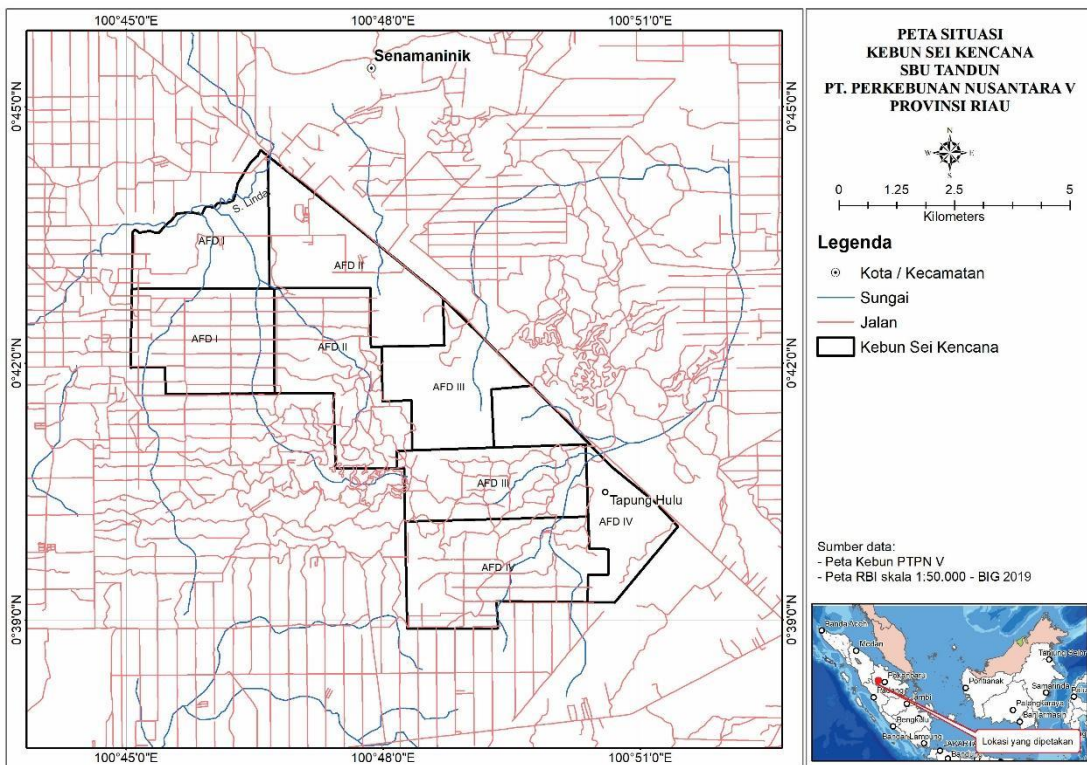 100°45'0"E
100°48'0"E
100°51'0"E
Senamaninik
0°45'0"N
0°45'0"N
S. Linda
AFD I
AFD II
AFD I
AFD II
0°42'0"N
0°42'0"N
AFD III
AFD III
Tapung Hulu
AFD IV
AFD IV
0°39'0"N
0°39'0"N
100°45'0"E
100°48'0"E
100°51'0"E
PETA SITUASI
KEBUN SEI KENCANA
SBU TANDUN
PT. PERKEBUNAN NUSANTARA V
PROVINSI RIAU
N
W E
S
0 1.25 2.5 5
Kilometers
Legenda
Kota / Kecamatan
Sungai
Jalan
Kebun Sei Kencana
Sumber data:
- Peta Kebun PTPN V
- Peta RBI skala 1:50.000 - BIG 2019
Banda Aceh
Medan
Pekanbaru
Padang
Jambi
Bengkulu
Bandar Lampung
JAKARTA
Pontianak
Samarinda
Palangkaraya
Banjarmasin
Lokasi yang dipetakan